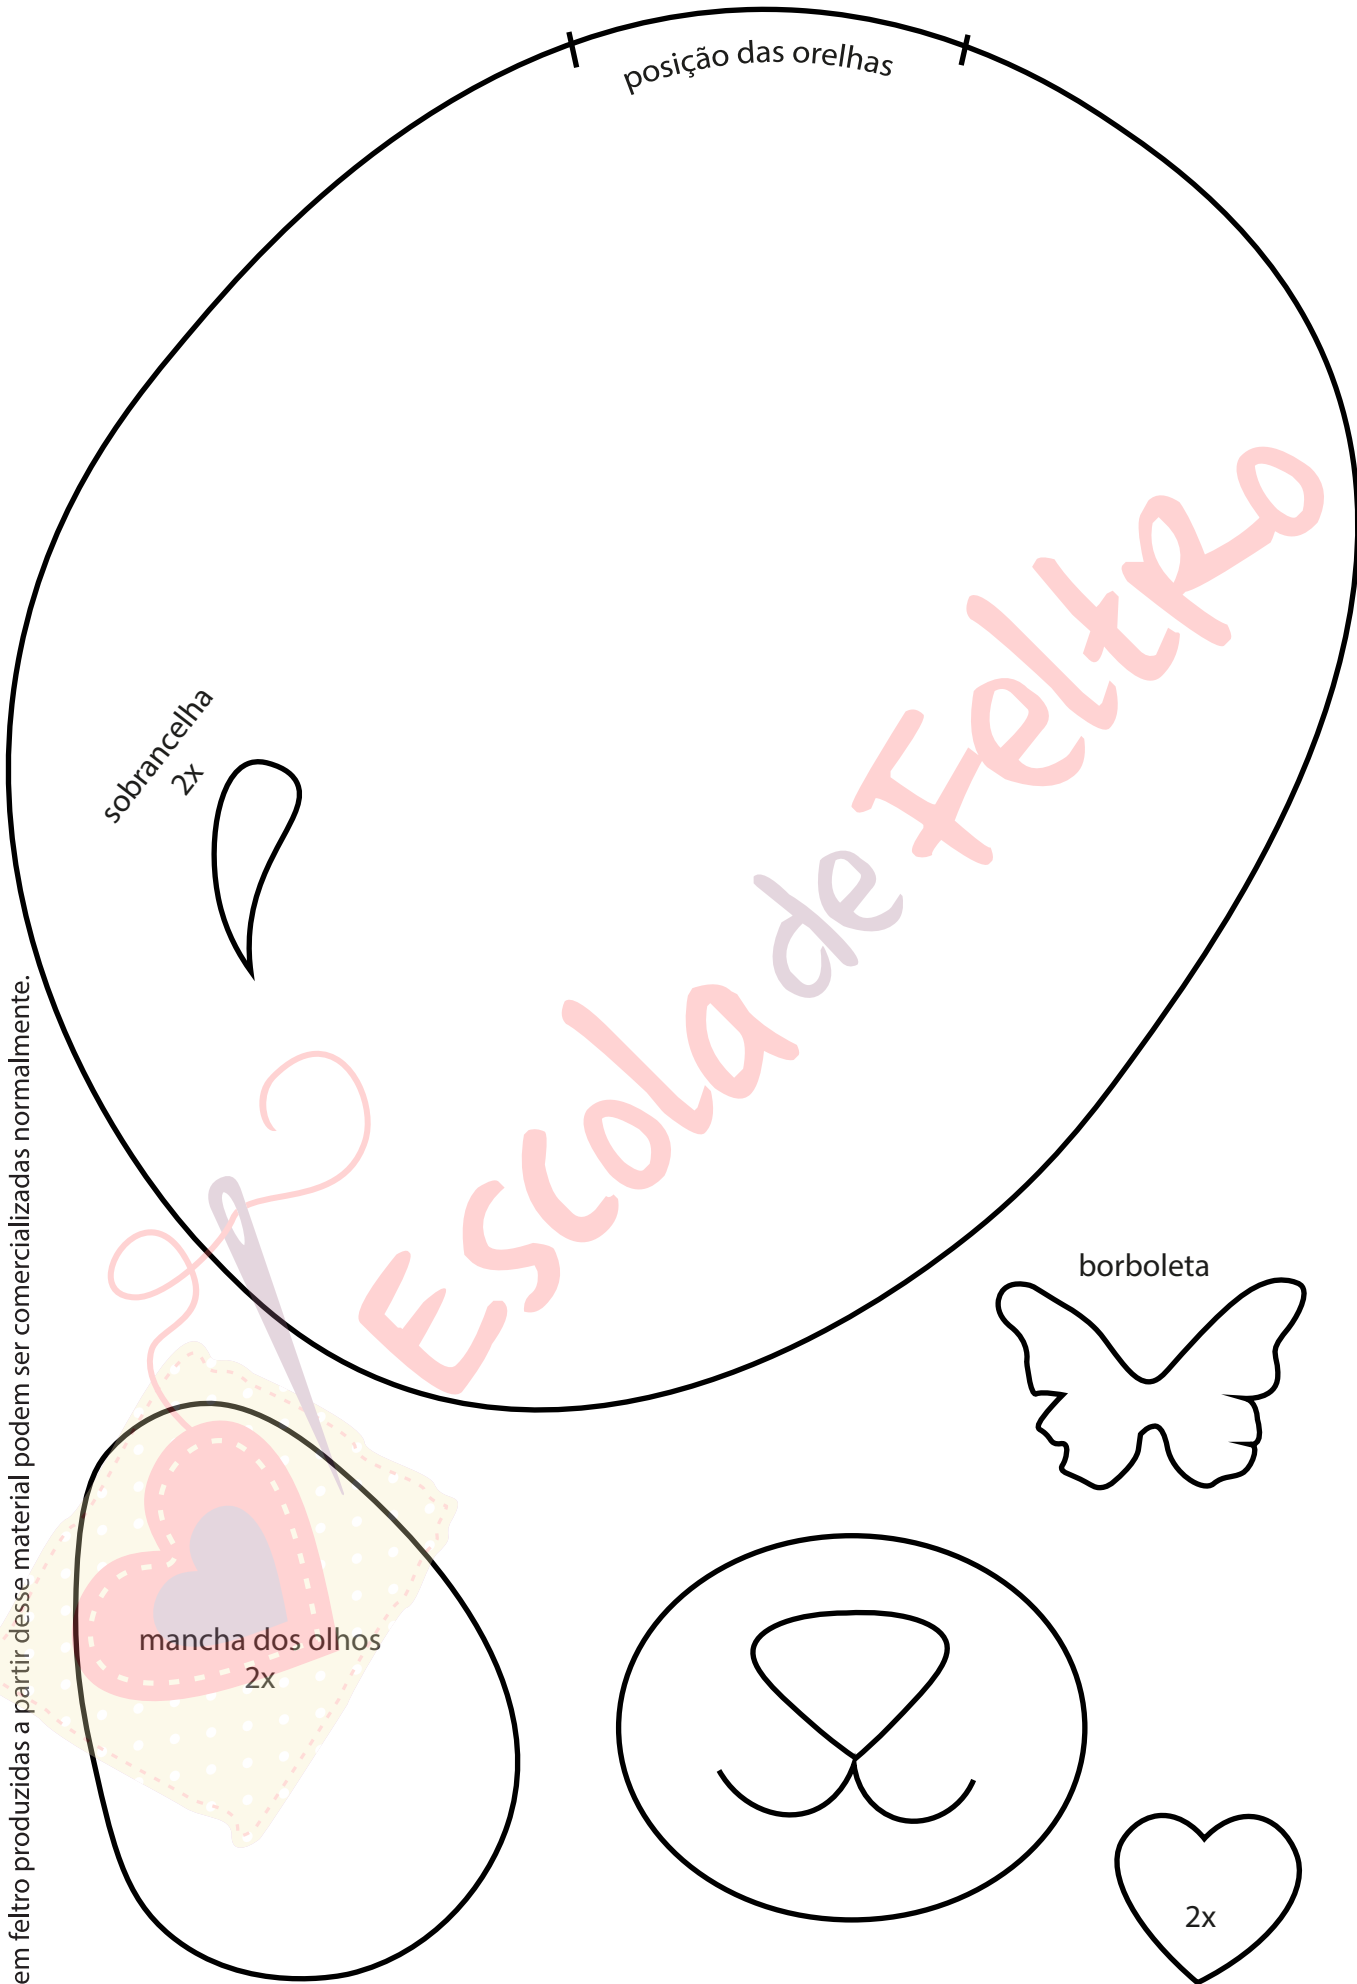 posição das orelhas
sobrancelha
2x
Escola de Feltro
em feltro produzidas a partir desse material podem ser comercializadas normalmente.
borboleta
mancha dos olhos
2x
2x